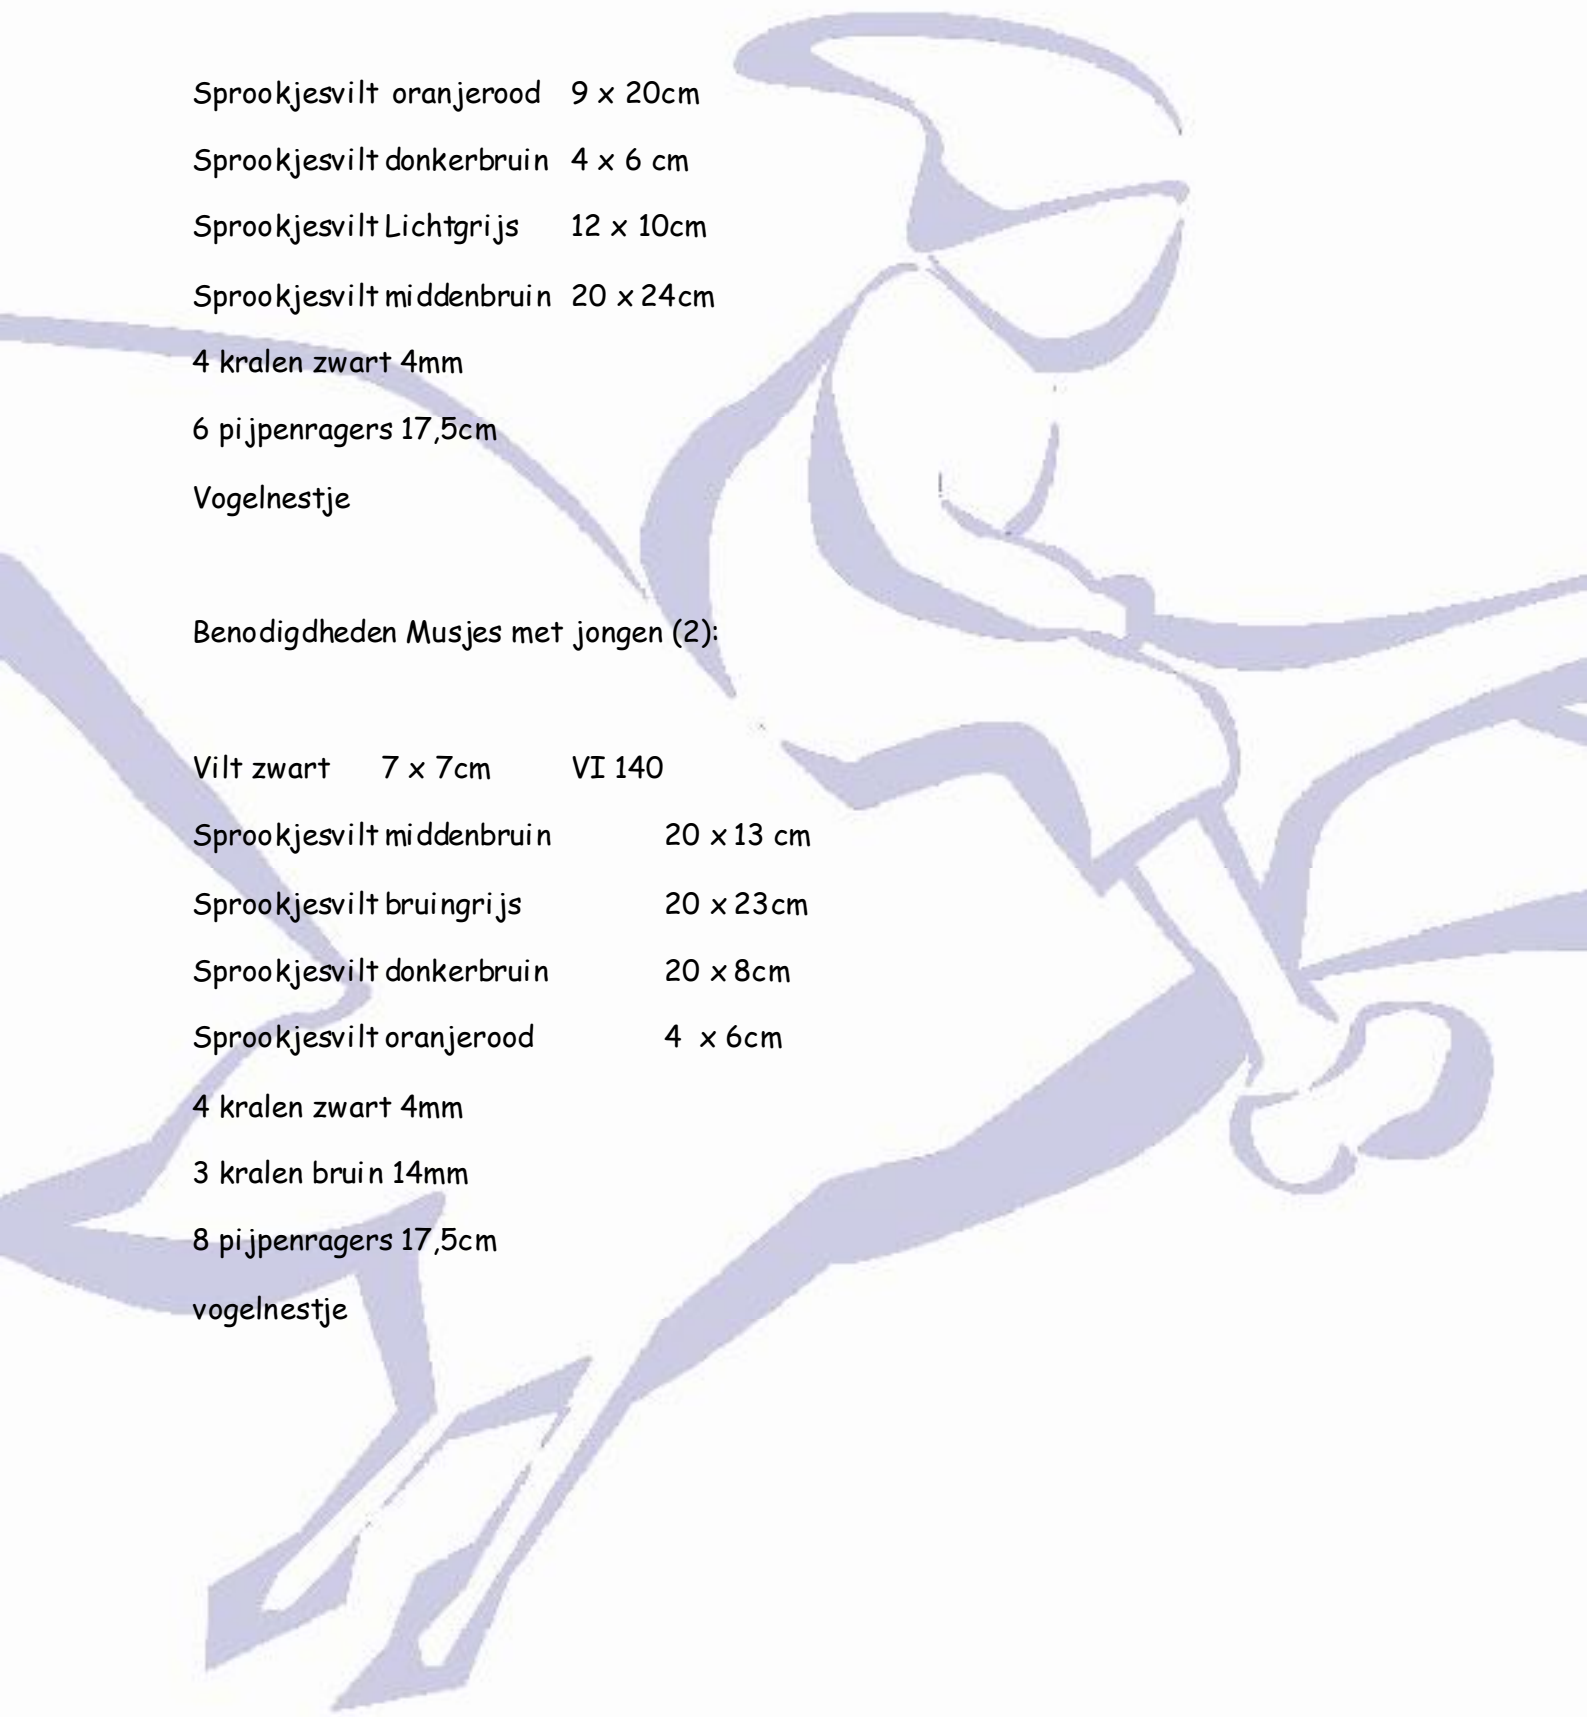 Sprookjesvilt oranjerood 9 x 20cm
Sprookjesvilt donkerbruin 4 x 6 cm
Sprookjesvilt Lichtgrijs 12 x 10cm
Sprookjesvilt middenbruin 20 x 24cm
4 kralen zwart 4mm
6 pijpenragers 17,5cm
Vogelnestje
Benodigdheden Musjes met jongen (2):
Vilt zwart 7 x 7cm VI 140
Sprookjesvilt middenbruin 20 x 13 cm
Sprookjesvilt bruingrijs 20 x 23cm
Sprookjesvilt donkerbruin 20 x 8cm
Sprookjesvilt oranjerood 4 x 6cm
4 kralen zwart 4mm
3 kralen bruin 14mm
8 pijpenragers 17,5cm
vogelnestje